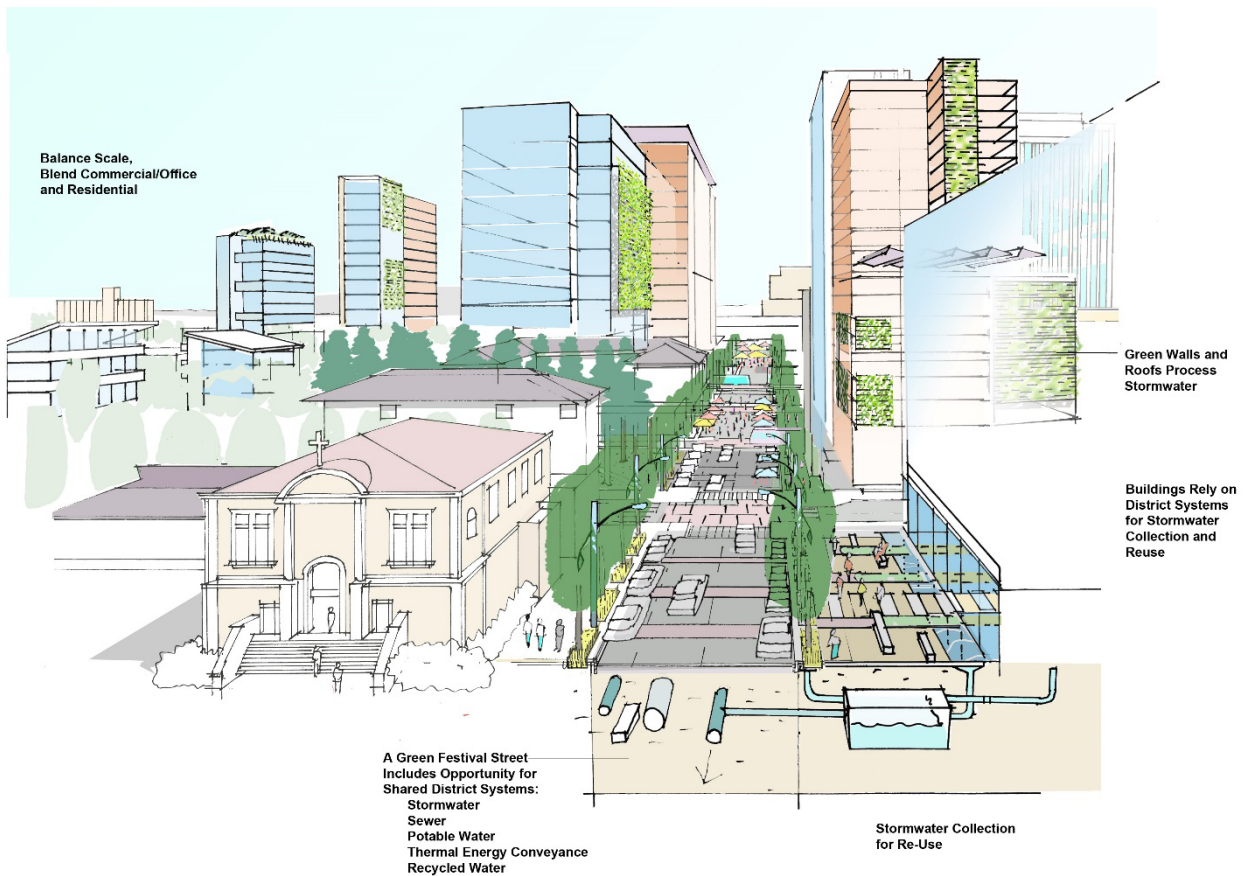 Balance Scale,
Blend Commercial/Office
and Residential
Green Walls and
Roofs Process
Stormwater
Buildings Rely on
District Systems
for Stormwater
Collection and
Reuse
A Green Festival Street
Includes Opportunity for
Shared District Systems:
Stormwater
Sewer
Potable Water
Thermal Energy Conveyance
Recycled Water
Stormwater Collection
for Re-Use